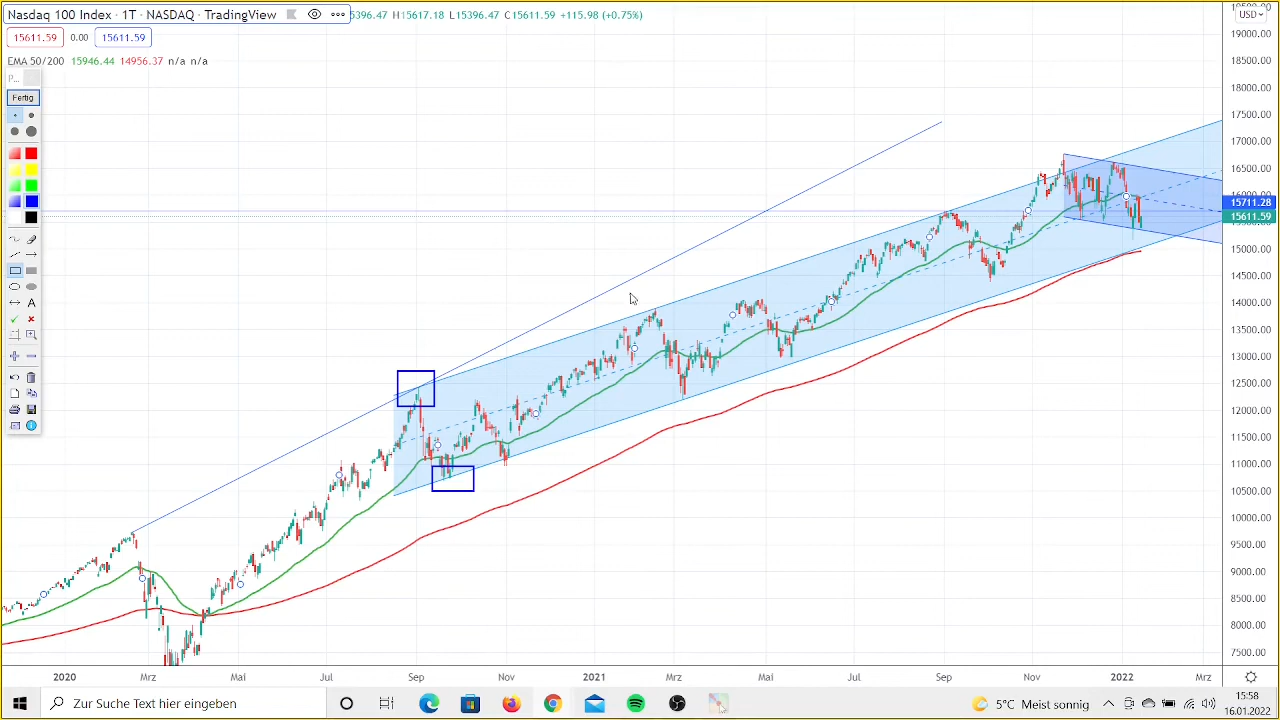 Nasdaq 100 Index · 1T · NASDAQ · TradingView
5396.47 H15617.18 L15396.47 C15611.59 +115.98 (+0.75%)
15611.59 0.00 15611.59
EMA 50/200 15946.44 14956.37 n/a n/a
P...
Fertig
A
USD
19500.00
19000.00
18500.00
18000.00
17500.00
17000.00
16500.00
16000.00
15711.28
15611.59
15000.00
14500.00
14000.00
13500.00
13000.00
12500.00
12000.00
11500.00
11000.00
10500.00
10000.00
9500.00
9000.00
8500.00
8000.00
7500.00
2020 Mrz Mai Jul Sep Nov 2021 Mrz Mai Jul Sep Nov 2022 Mrz
Zur Suche Text hier eingeben
5°C Meist sonnig
15:58
16.01.2022